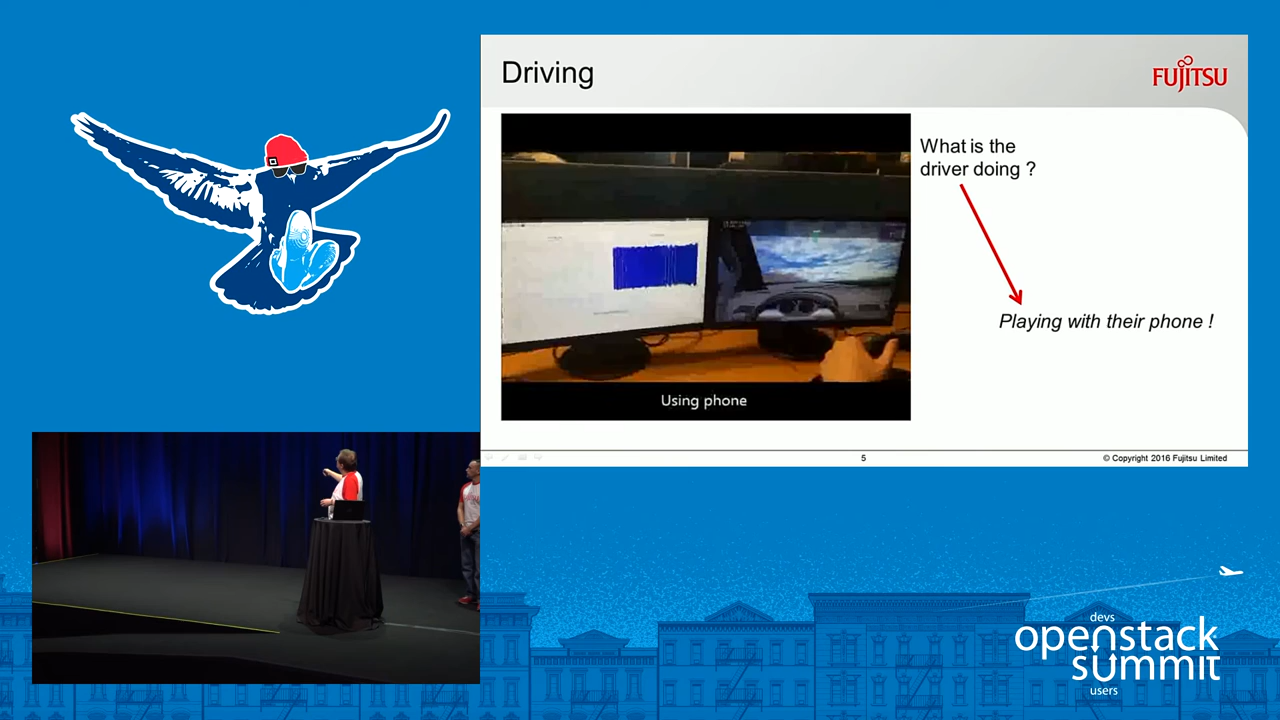 Driving
FUJITSU
What is the
driver doing ?
Playing with their phone !
Using phone
5
© Copyright 2016 Fujitsu Limited
devs
openstack
summit
users